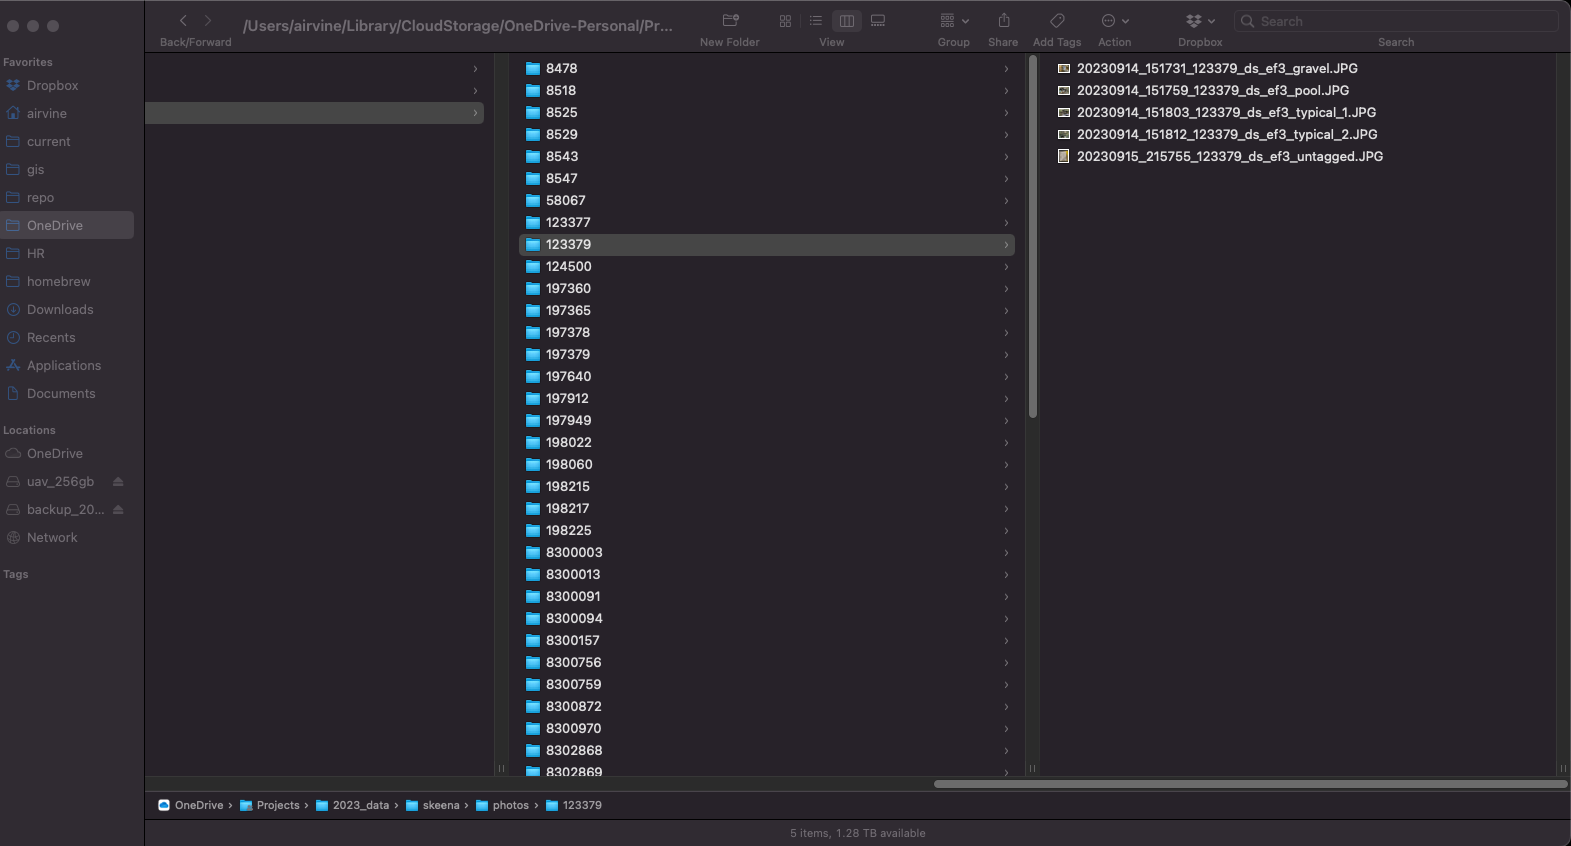 /Users/airvine/Library/CloudStorage/OneDrive-Personal/Pr...
Back/Forward
New Folder
View
Group
Share
Add Tags
Action
Dropbox
Search
Search
Favorites
Dropbox
airvine
current
gis
repo
OneDrive
HR
homebrew
Downloads
Recents
Applications
Documents
Locations
OneDrive
uav_256gb
backup_20...
Network
Tags
8478
8518
8525
8529
8543
8547
58067
123377
123379
124500
197360
197365
197378
197379
197640
197912
197949
198022
198060
198215
198217
198225
8300003
8300013
8300091
8300094
8300157
8300756
8300759
8300872
8300970
8302868
8302869
20230914_151731_123379_ds_ef3_gravel.JPG
20230914_151759_123379_ds_ef3_pool.JPG
20230914_151803_123379_ds_ef3_typical_1.JPG
20230914_151812_123379_ds_ef3_typical_2.JPG
20230915_215755_123379_ds_ef3_untagged.JPG
OneDrive › Projects › 2023_data › skeena › photos › 123379
5 items, 1.28 TB available